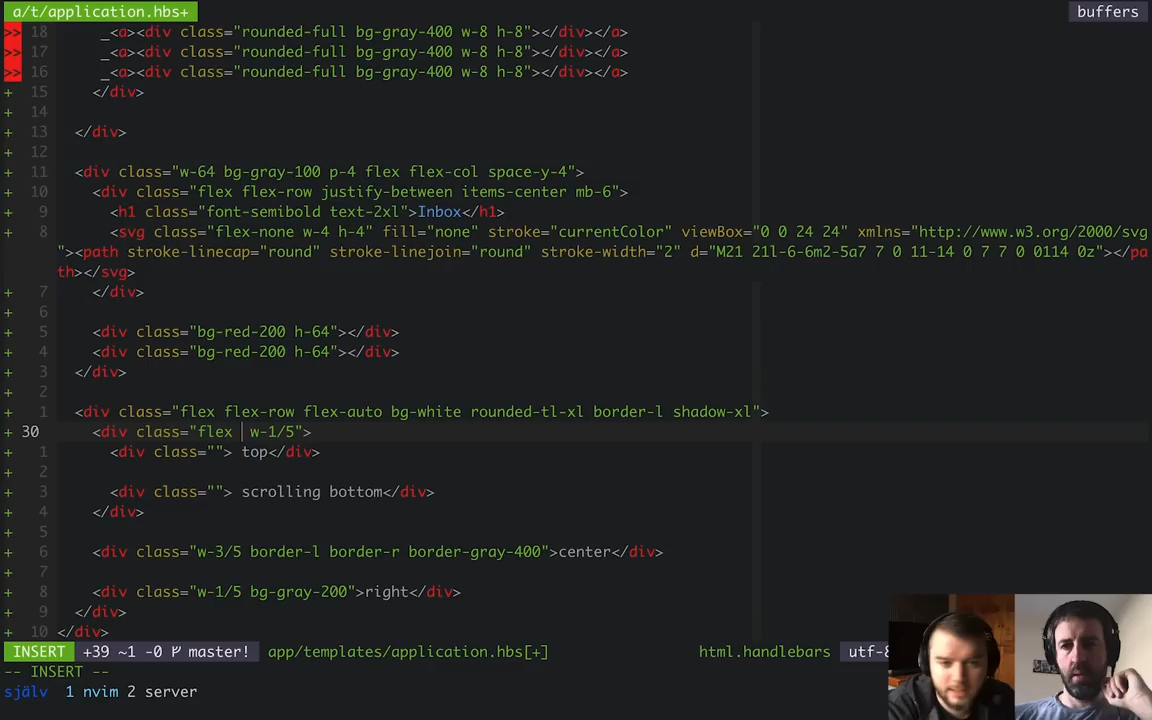 a/t/application.hbs+ buffers
>> 18 _<a><div class="rounded-full bg-gray-400 w-8 h-8"></div></a>
>> 17 _<a><div class="rounded-full bg-gray-400 w-8 h-8"></div></a>
>> 16 _<a><div class="rounded-full bg-gray-400 w-8 h-8"></div></a>
+ 15 </div>
+ 14
+ 13 </div>
+ 12
+ 11 <div class="w-64 bg-gray-100 p-4 flex flex-col space-y-4">
+ 10 <div class="flex flex-row justify-between items-center mb-6">
+ 9 <h1 class="font-semibold text-2xl">Inbox</h1>
+ 8 <svg class="flex-none w-4 h-4" fill="none" stroke="currentColor" viewBox="0 0 24 24" xmlns="http://www.w3.org/2000/svg
"><path stroke-linecap="round" stroke-linejoin="round" stroke-width="2" d="M21 21l-6-6m2-5a7 7 0 11-14 0 7 7 0 0114 0z"></pa
th></svg>
+ 7 </div>
+ 6
+ 5 <div class="bg-red-200 h-64"></div>
+ 4 <div class="bg-red-200 h-64"></div>
+ 3 </div>
+ 2
+ 1 <div class="flex flex-row flex-auto bg-white rounded-tl-xl border-l shadow-xl">
+ 30 <div class="flex  w-1/5">
+ 1 <div class=""> top</div>
+ 2
+ 3 <div class=""> scrolling bottom</div>
+ 4 </div>
+ 5
+ 6 <div class="w-3/5 border-l border-r border-gray-400">center</div>
+ 7
+ 8 <div class="w-1/5 bg-gray-200">right</div>
+ 9 </div>
+ 10 </div>
INSERT +39 ~1 -0 master! app/templates/application.hbs[+] html.handlebars utf-8
-- INSERT --
själv 1 nvim 2 server